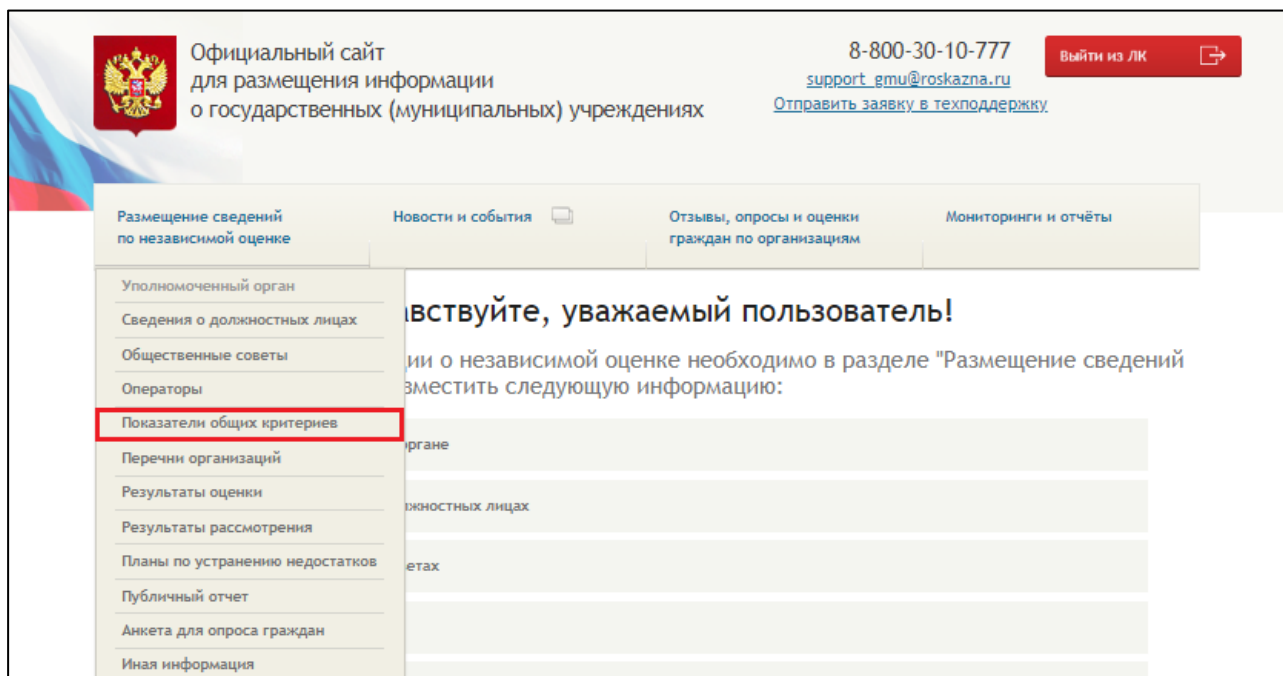 Официальный сайт
для размещения информации
о государственных (муниципальных) учреждениях
8-800-30-10-777
support_gmu@roskazna.ru
Отправить заявку в техподдержку
Выйти из ЛК
Размещение сведений
по независимой оценке
Новости и события
Отзывы, опросы и оценки
граждан по организациям
Мониторинги и отчёты
Уполномоченный орган
Сведения о должностных лицах
Общественные советы
Операторы
Показатели общих критериев
Перечни организаций
Результаты оценки
Результаты рассмотрения
Планы по устранению недостатков
Публичный отчет
Анкета для опроса граждан
Иная информация
авствуйте, уважаемый пользователь!
ции о независимой оценке необходимо в разделе "Размещение сведений
зместить следующую информацию:
органе
лжностных лицах
ветах